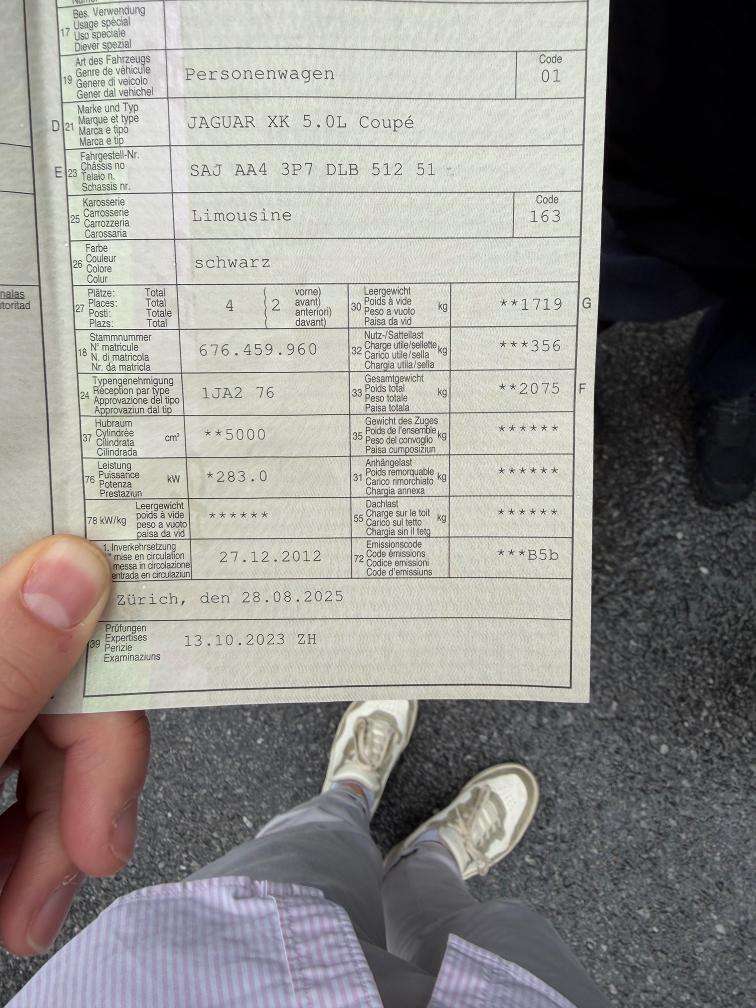 17 Bes. Verwendung
Usage spécial
Uso speciale
Diever spezial
19 Art des Fahrzeugs
Genre de véhicule
Genere di veicolo
Gener dal vehichel
Personenwagen
Code
01
D 21 Marke und Typ
Marque et type
Marca e tipo
Marca e tip
JAGUAR XK 5.0L Coupé
E 23 Fahrgestell-Nr.
Châssis no
Telaio n.
Schassis nr.
SAJ AA4 3P7 DLB 512 51
25 Karosserie
Carrosserie
Carrozzeria
Carossaria
Limousine
Code
163
26 Farbe
Couleur
Colore
Colur
schwarz
27 Plätze: Total
Places: Total
Posti: Totale
Plazs: Total
4 ( 2 vorne)
avant)
anteriori)
davant)
30 Leergewicht
Poids à vide
Peso a vuoto
Paisa da vid
kg
**1719 G
18 Stammnummer
N° matricule
N. di matricola
Nr. da matricla
676.459.960
32 Nutz-/Sattellast
Charge utile/sellette
Carico utile/sella
Chargia utila/sella
kg
***356
24 Typengenehmigung
Réception par type
Approvazione del tipo
Approvaziun dal tip
1JA2 76
33 Gesamtgewicht
Poids total
Peso totale
Paisa totala
kg
**2075 F
37 Hubraum
Cylindrée
Cilindrata
Cilindrada
cm³
**5000
35 Gewicht des Zuges
Poids de l'ensemble
Peso del convoglio
Paisa cumposiziun
kg
******
76 Leistung
Puissance
Potenza
Prestaziun
kW
*283.0
31 Anhängelast
Poids remorquable
Carico rimorchiato
Chargia annexa
kg
******
78 kW/kg Leergewicht
poids à vide
peso a vuoto
paisa da vid
******
55 Dachlast
Charge sur le toit
Carico sul tetto
Chargia sin il tetg
kg
******
1. Inverkehrsetzung
mise en circulation
messa in circolazione
entrada en circulaziun
27.12.2012
72 Emissionscode
Code émissions
Codice emissioni
Code d'emissiuns
***B5b
Zürich, den 28.08.2025
39 Prüfungen
Expertises
Perizie
Examinaziuns
13.10.2023 ZH